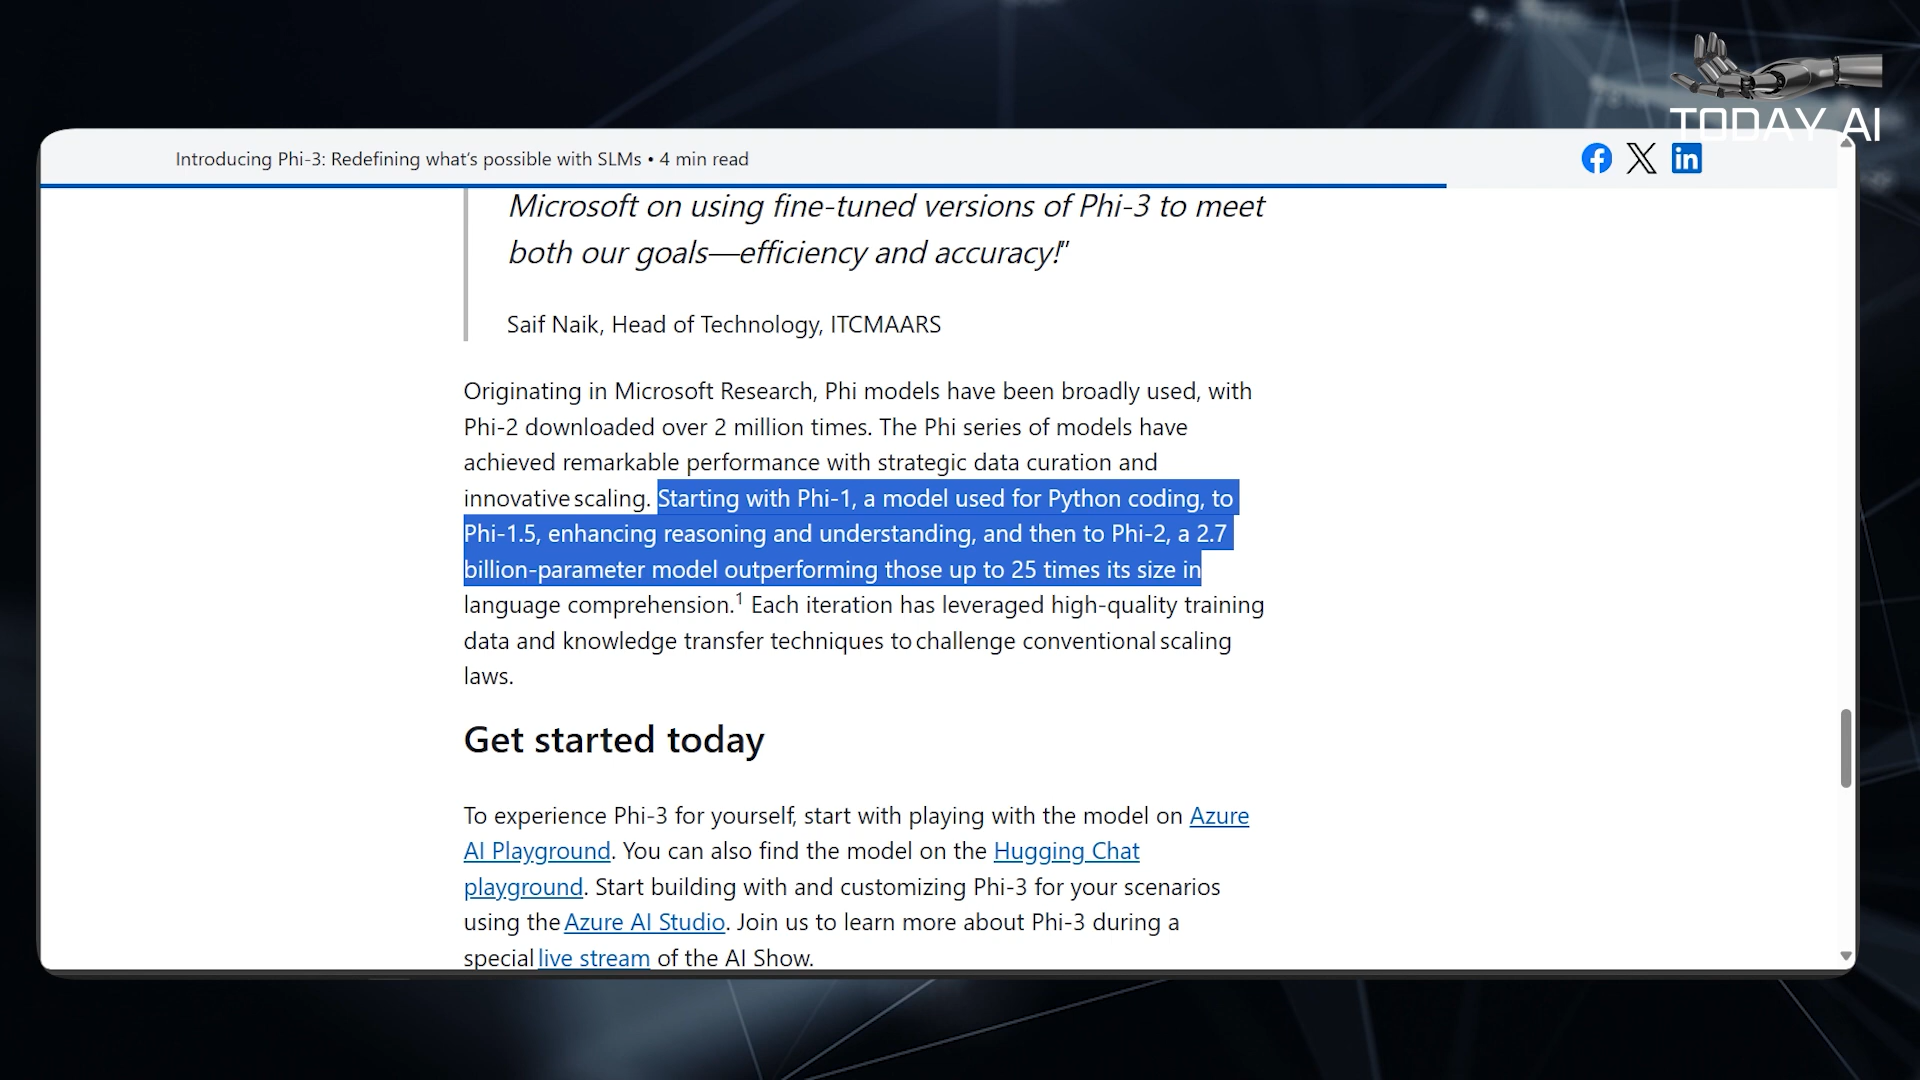 TODAY AI
Introducing Phi-3: Redefining what's possible with SLMs • 4 min read
Microsoft on using fine-tuned versions of Phi-3 to meet
both our goals—efficiency and accuracy!"
Saif Naik, Head of Technology, ITCMAARS
Originating in Microsoft Research, Phi models have been broadly used, with
Phi-2 downloaded over 2 million times. The Phi series of models have
achieved remarkable performance with strategic data curation and
innovative scaling. Starting with Phi-1, a model used for Python coding, to
Phi-1.5, enhancing reasoning and understanding, and then to Phi-2, a 2.7
billion-parameter model outperforming those up to 25 times its size in
language comprehension.¹ Each iteration has leveraged high-quality training
data and knowledge transfer techniques to challenge conventional scaling
laws.
Get started today
To experience Phi-3 for yourself, start with playing with the model on Azure
AI Playground. You can also find the model on the Hugging Chat
playground. Start building with and customizing Phi-3 for your scenarios
using the Azure AI Studio. Join us to learn more about Phi-3 during a
special live stream of the AI Show.